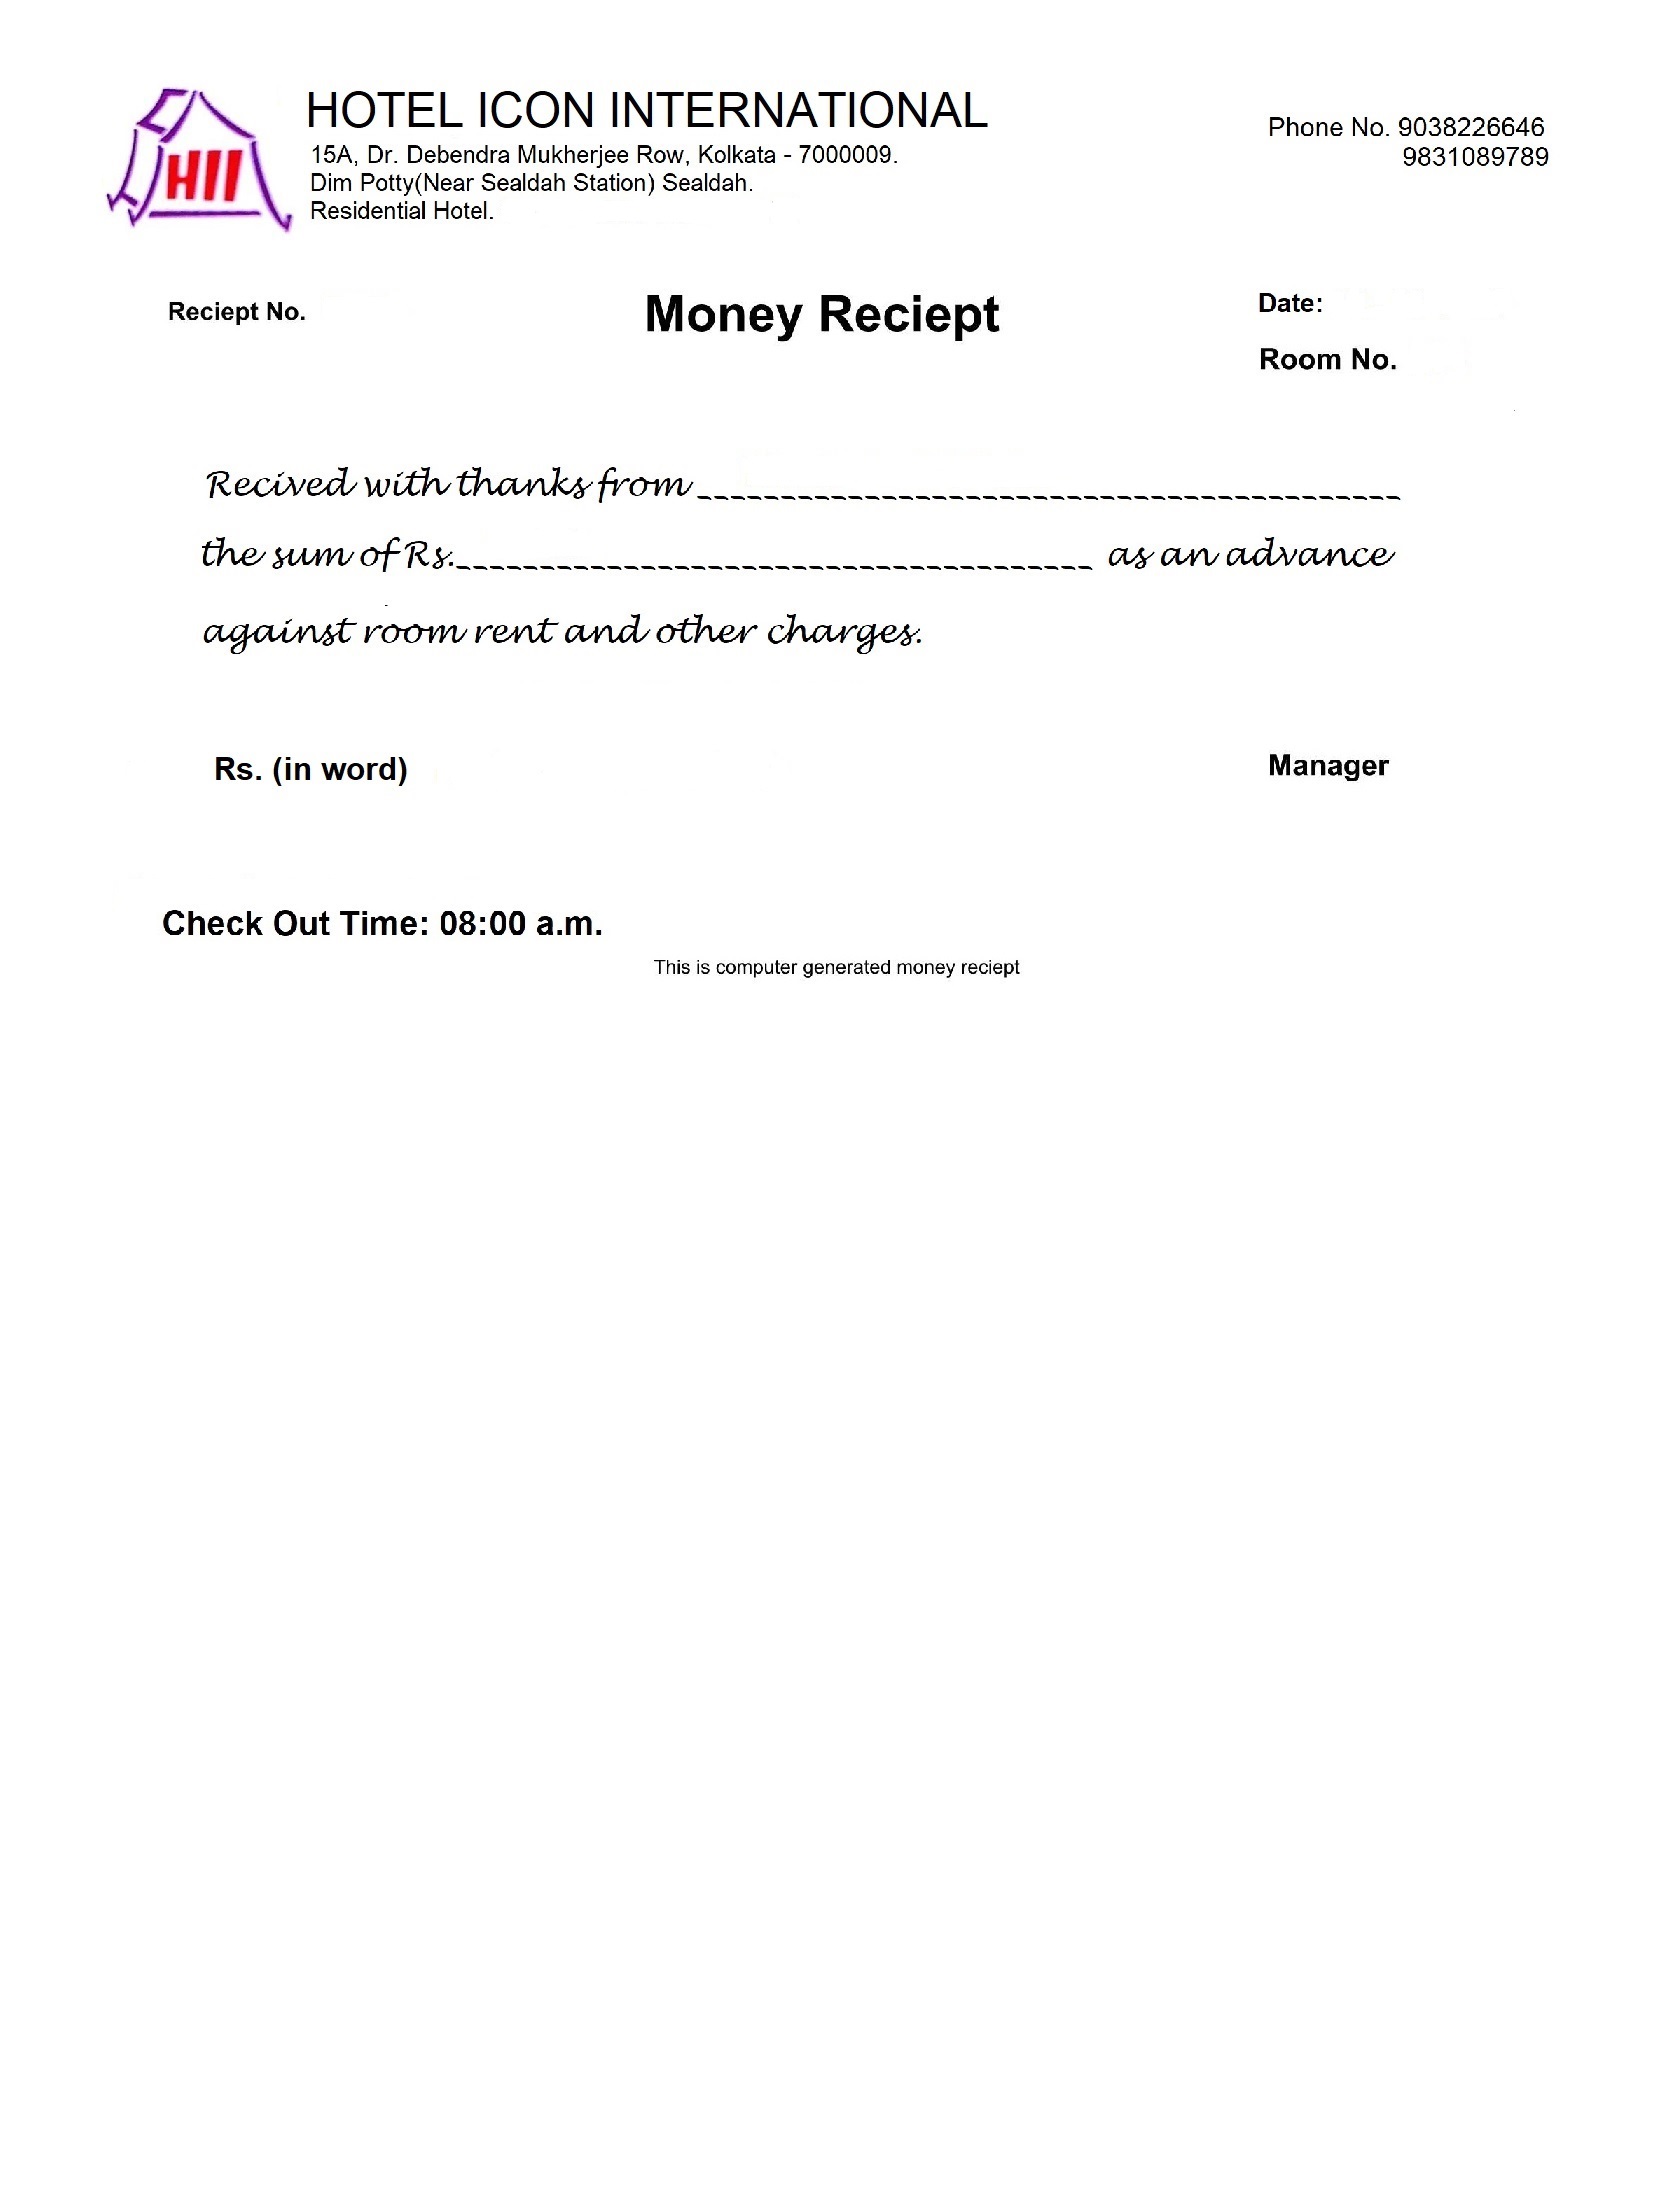 HII
HOTEL ICON INTERNATIONAL
15A, Dr. Debendra Mukherjee Row, Kolkata - 7000009.
Dim Potty(Near Sealdah Station) Sealdah.
Residential Hotel.
Phone No. 9038226646
9831089789
Reciept No.
Money Reciept
Date:
Room No.
Recived with thanks from ________________________________________
the sum of Rs.______________________________________ as an advance
against room rent and other charges.
Rs. (in word)
Manager
Check Out Time: 08:00 a.m.
This is computer generated money reciept